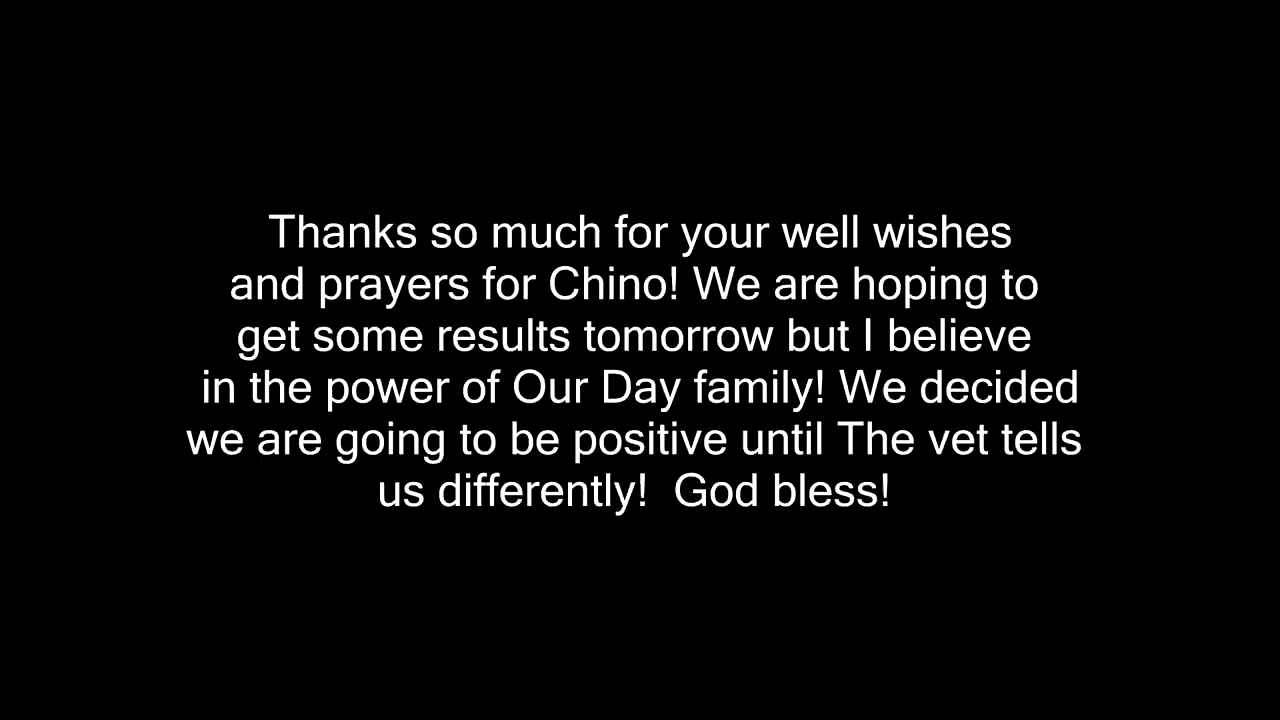 Thanks so much for your well wishes
and prayers for Chino! We are hoping to
get some results tomorrow but I believe
in the power of Our Day family! We decided
we are going to be positive until The vet tells
us differently!  God bless!